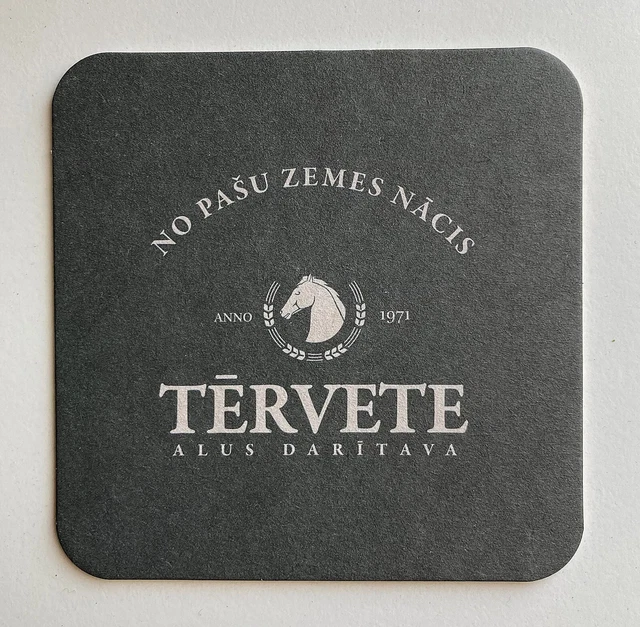 NO PAŠU ZEMES NĀCIS
ANNO 1971
TĒRVETE
ALUS DARĪTAVA